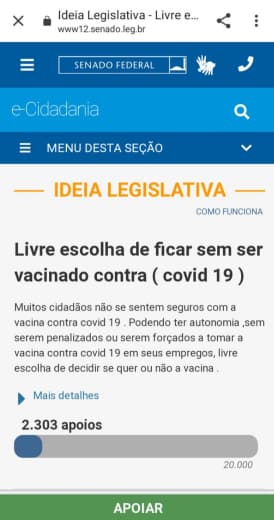 Ideia Legislativa - Livre e...
www12.senado.leg.br
SENADO FEDERAL
e-Cidadania
MENU DESTA SEÇÃO
IDEIA LEGISLATIVA
COMO FUNCIONA
Livre escolha de ficar sem ser
vacinado contra ( covid 19 )
Muitos cidadãos não se sentem seguros com a
vacina contra covid 19 . Podendo ter autonomia ,sem
serem penalizados ou serem forçados a tomar a
vacina contra covid 19 em seus empregos, livre
escolha de decidir se quer ou não a vacina .
Mais detalhes
2.303 apoios
20.000
APOIAR